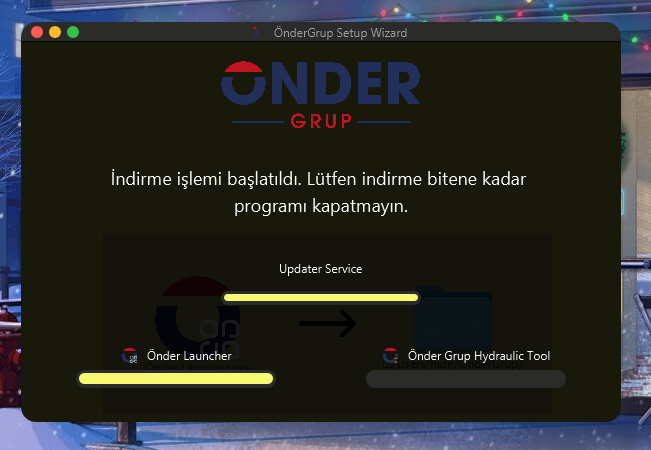 ÖnderGrup Setup Wizard
ÖNDER
GRUP
İndirme işlemi başlatıldı. Lütfen indirme bitene kadar
programı kapatmayın.
Updater Service
Önder Launcher
Önder Grup Hydraulic Tool